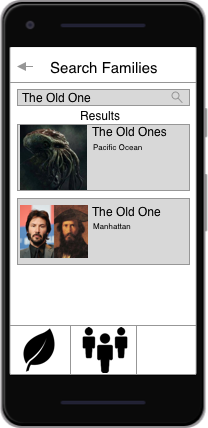 Search Families
The Old One
Results
The Old Ones
Pacific Ocean
The Old One
Manhattan